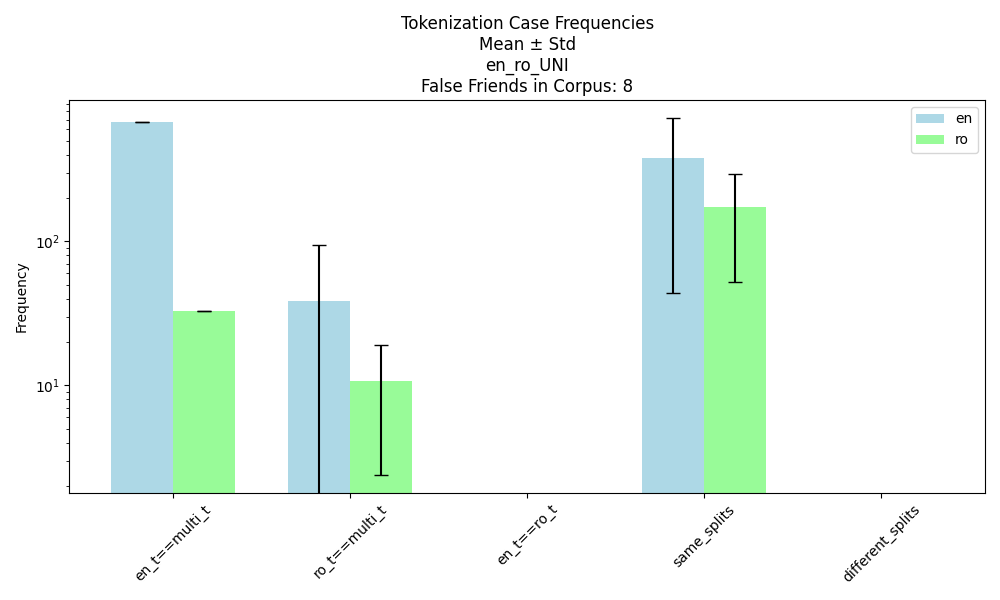 Tokenization Case Frequencies
Mean ± Std
en_ro_UNI
False Friends in Corpus: 8
en
ro
Frequency
10²
10¹
en_t==multi_t
ro_t==multi_t
en_t==ro_t
same_splits
different_splits